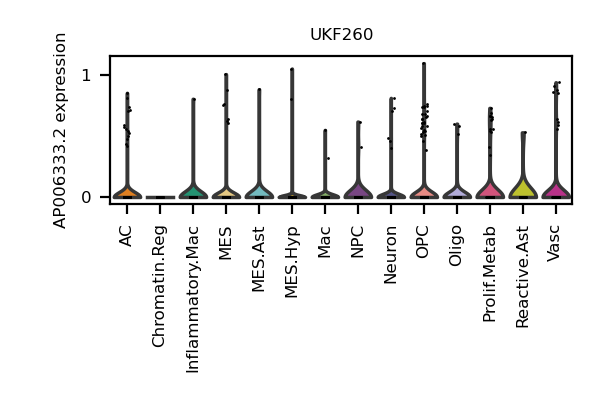 UKF260
AP006333.2 expression
1
0
AC
Chromatin.Reg
Inflammatory.Mac
MES
MES.Ast
MES.Hyp
Mac
NPC
Neuron
OPC
Oligo
Prolif.Metab
Reactive.Ast
Vasc